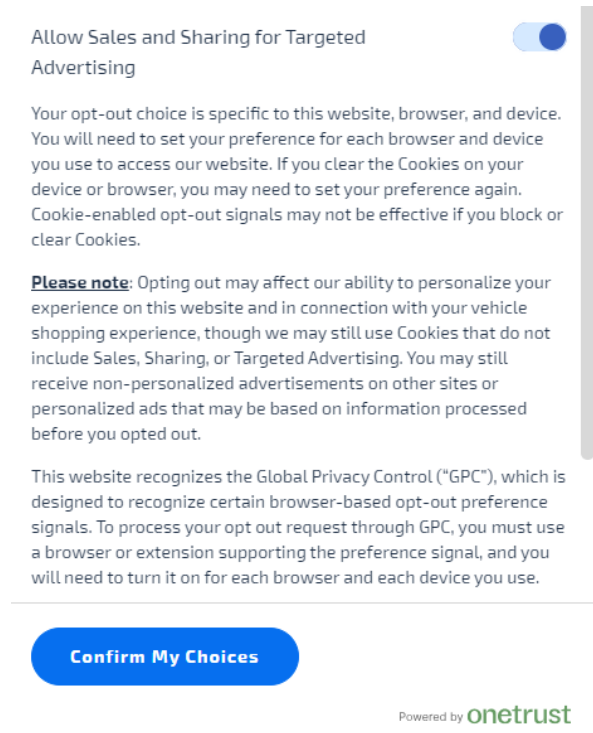 Allow Sales and Sharing for Targeted
Advertising
Your opt-out choice is specific to this website, browser, and device.
You will need to set your preference for each browser and device
you use to access our website. If you clear the Cookies on your
device or browser, you may need to set your preference again.
Cookie-enabled opt-out signals may not be effective if you block or
clear Cookies.
Please note: Opting out may affect our ability to personalize your
experience on this website and in connection with your vehicle
shopping experience, though we may still use Cookies that do not
include Sales, Sharing, or Targeted Advertising. You may still
receive non-personalized advertisements on other sites or
personalized ads that may be based on information processed
before you opted out.
This website recognizes the Global Privacy Control (“GPC”), which is
designed to recognize certain browser-based opt-out preference
signals. To process your opt out request through GPC, you must use
a browser or extension supporting the preference signal, and you
will need to turn it on for each browser and each device you use.
Confirm My Choices
Powered by onetrust